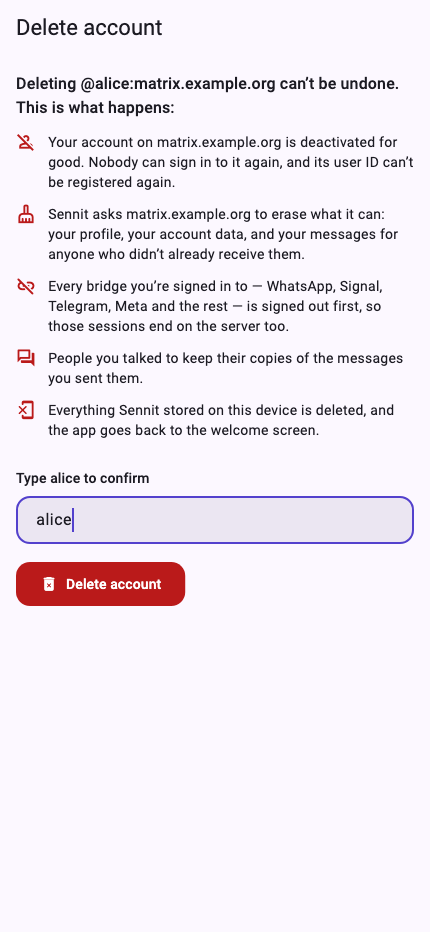 Delete account
Deleting @alice:matrix.example.org can’t be undone.
This is what happens:
Your account on matrix.example.org is deactivated for
good. Nobody can sign in to it again, and its user ID can’t
be registered again.
Sennit asks matrix.example.org to erase what it can:
your profile, your account data, and your messages for
anyone who didn’t already receive them.
Every bridge you’re signed in to — WhatsApp, Signal,
Telegram, Meta and the rest — is signed out first, so
those sessions end on the server too.
People you talked to keep their copies of the messages
you sent them.
Everything Sennit stored on this device is deleted, and
the app goes back to the welcome screen.
Type alice to confirm
alice
Delete account